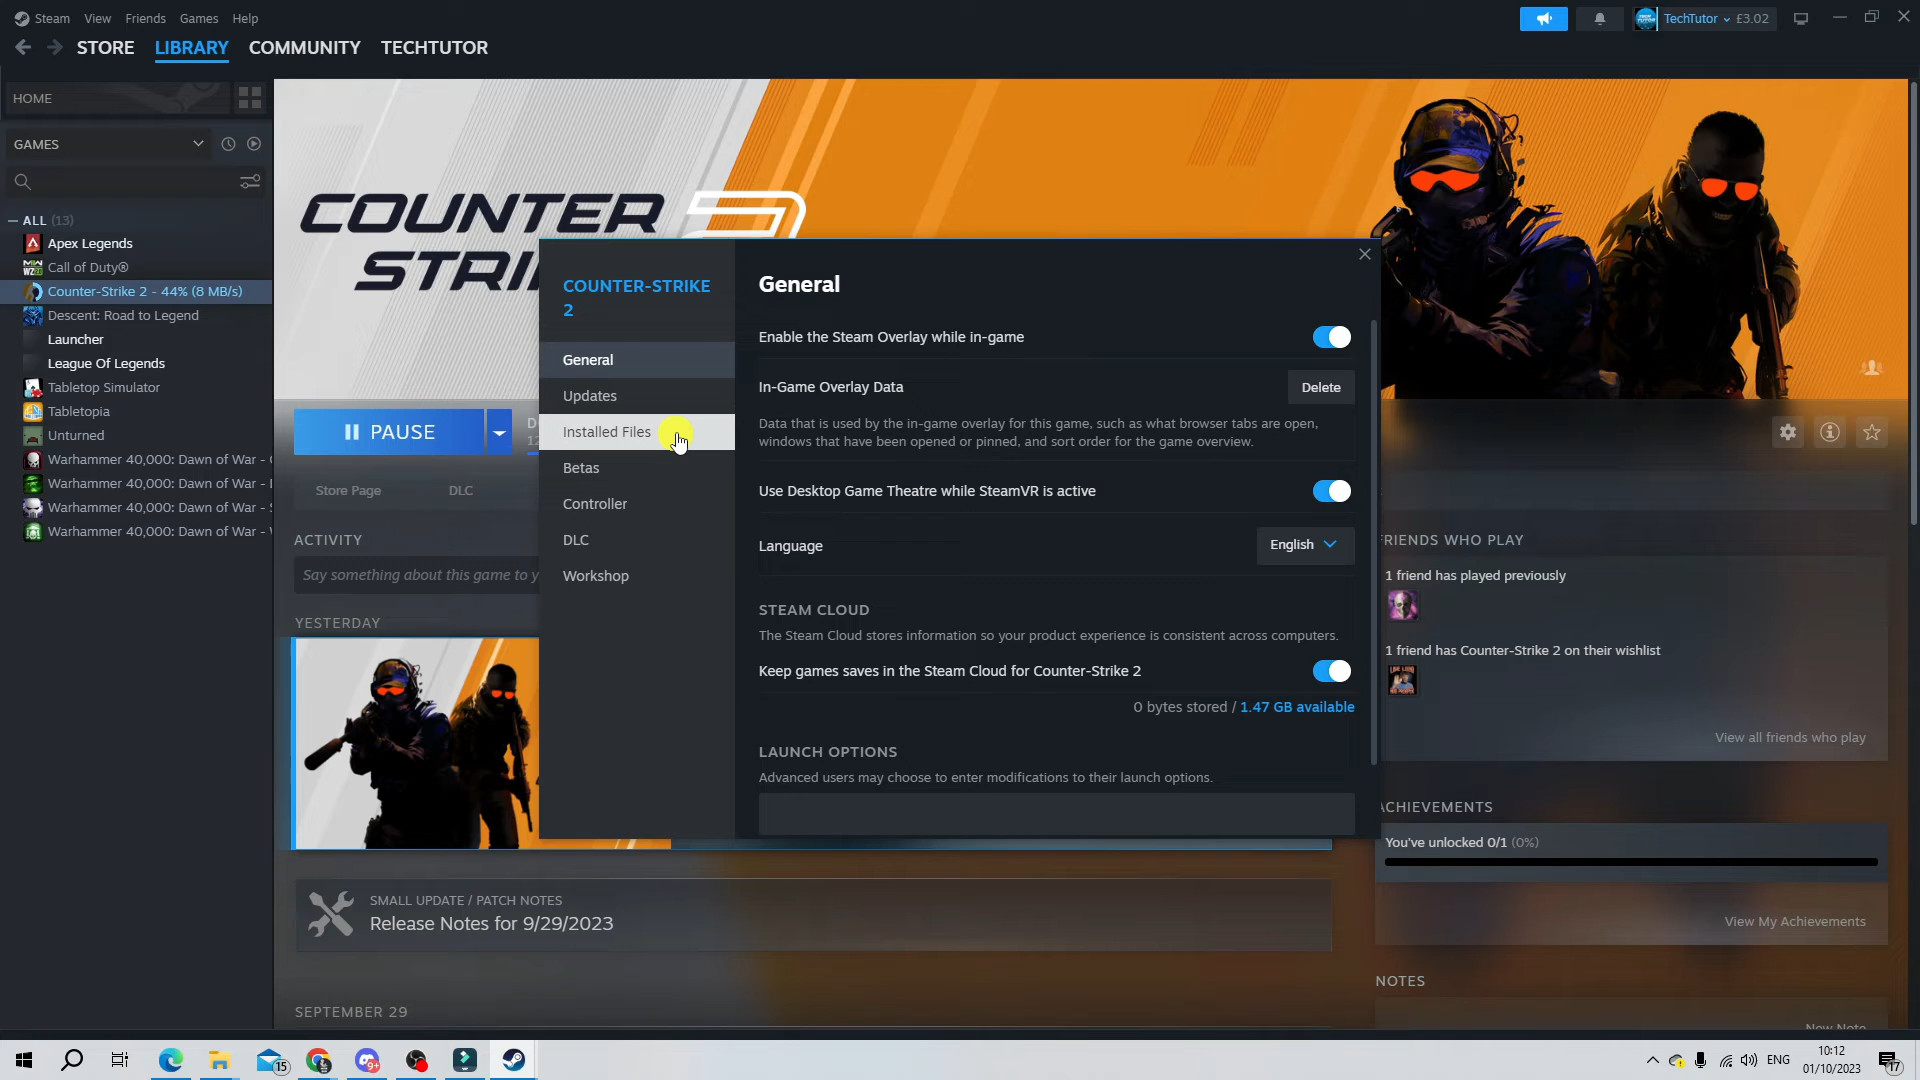 Steam View Friends Games Help
TechTutor £3.02
STORE LIBRARY COMMUNITY TECHTUTOR
HOME
GAMES
ALL (13)
Apex Legends
Call of Duty®
Counter-Strike 2 - 44% (8 MB/s)
Descent: Road to Legend
Launcher
League Of Legends
Tabletop Simulator
Tabletopia
Unturned
Warhammer 40,000: Dawn of War -
Warhammer 40,000: Dawn of War -
Warhammer 40,000: Dawn of War -
Warhammer 40,000: Dawn of War -
COUNTER
STRI
2
PAUSE
Store Page DLC
ACTIVITY
Say something about this game to y
YESTERDAY
COUNTER-STRIKE
2
General
Updates
Installed Files
Betas
Controller
DLC
Workshop
General
Enable the Steam Overlay while in-game
In-Game Overlay Data
Delete
Data that is used by the in-game overlay for this game, such as what browser tabs are open,
windows that have been opened or pinned, and sort order for the game overview.
Use Desktop Game Theatre while SteamVR is active
Language
English
STEAM CLOUD
The Steam Cloud stores information so your product experience is consistent across computers.
Keep games saves in the Steam Cloud for Counter-Strike 2
0 bytes stored / 1.47 GB available
LAUNCH OPTIONS
Advanced users may choose to enter modifications to their launch options.
FRIENDS WHO PLAY
1 friend has played previously
1 friend has Counter-Strike 2 on their wishlist
View all friends who play
ACHIEVEMENTS
You've unlocked 0/1 (0%)
View My Achievements
NOTES
New Note
SMALL UPDATE / PATCH NOTES
Release Notes for 9/29/2023
SEPTEMBER 29
15
9+
ENG
10:12
01/10/2023
17